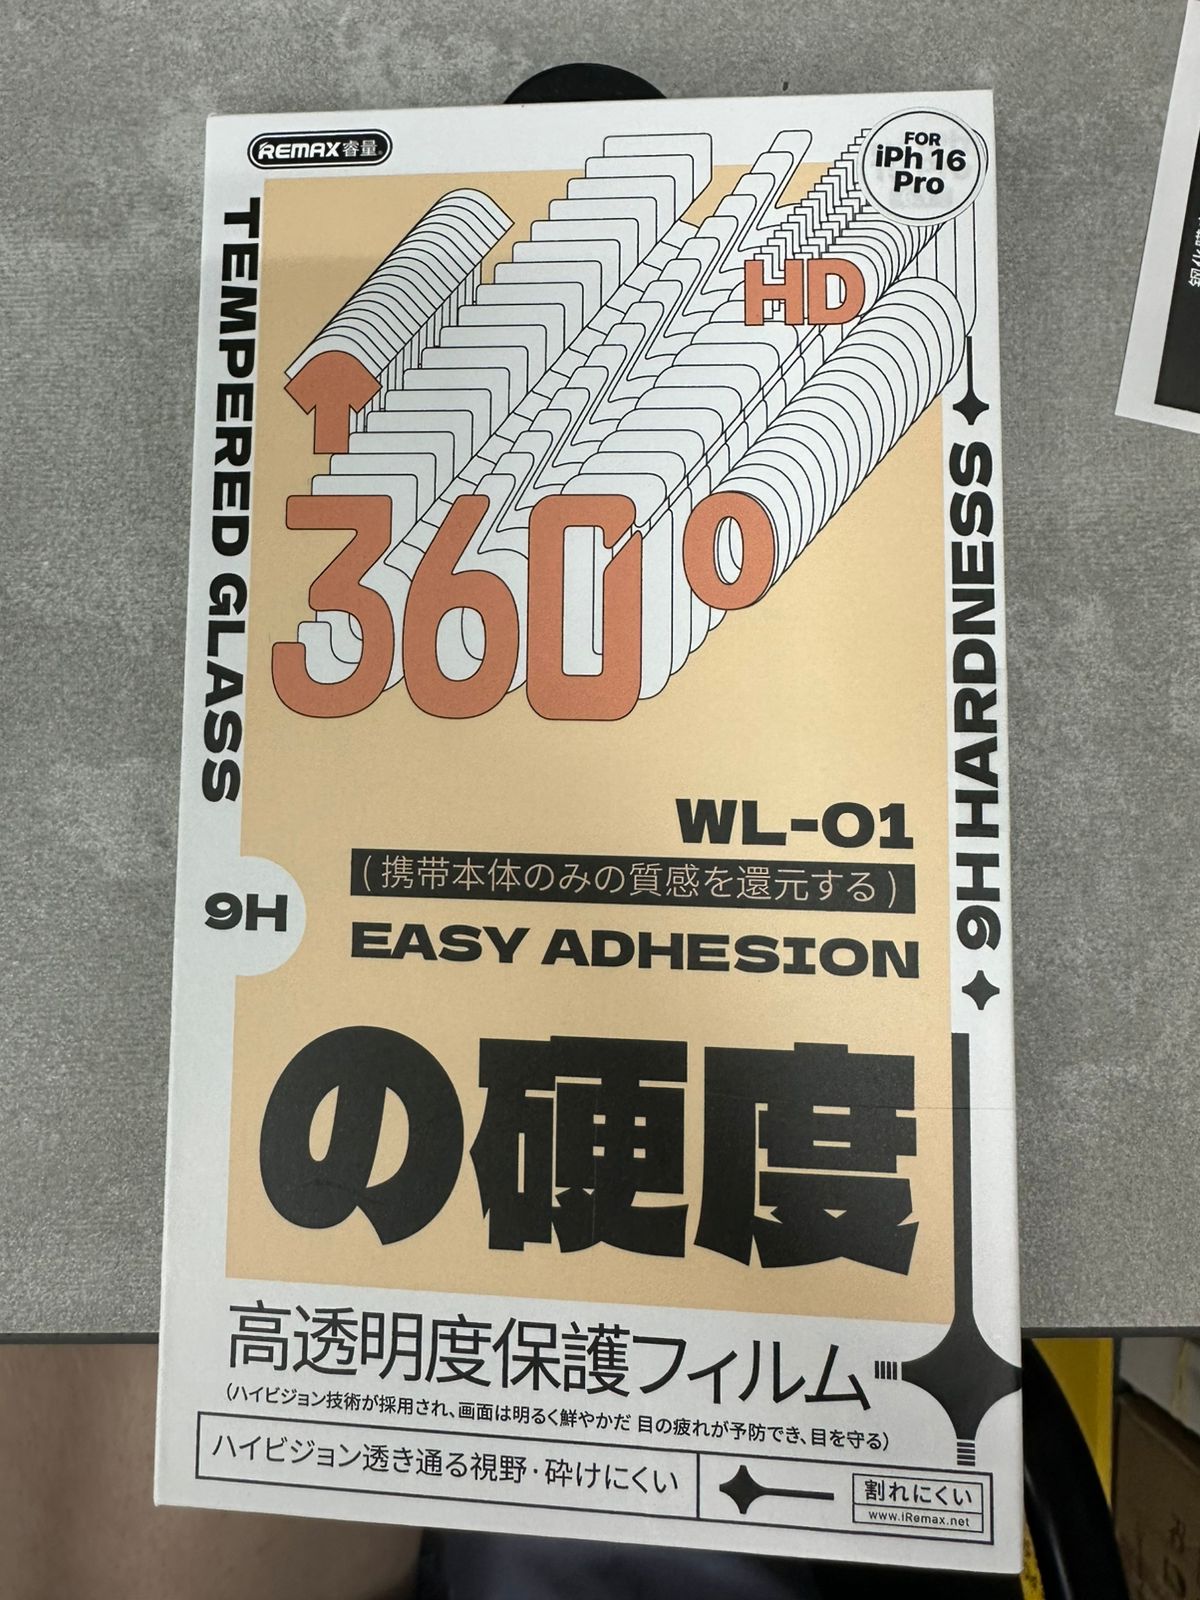 REMAX睿量
FOR
iPh 16
Pro
TEMPERED GLASS
HD
360°
9H HARDNESS
WL-01
(携帯本体のみの質感を還元する)
9H
EASY ADHESION
の硬度
高透明度保護フィルム
(ハイビジョン技術が採用され、画面は明るく鮮やかだ 目の疲れが予防でき、目を守る)
ハイビジョン透き通る視野・砕けにくい
割れにくい
www.iRemax.net